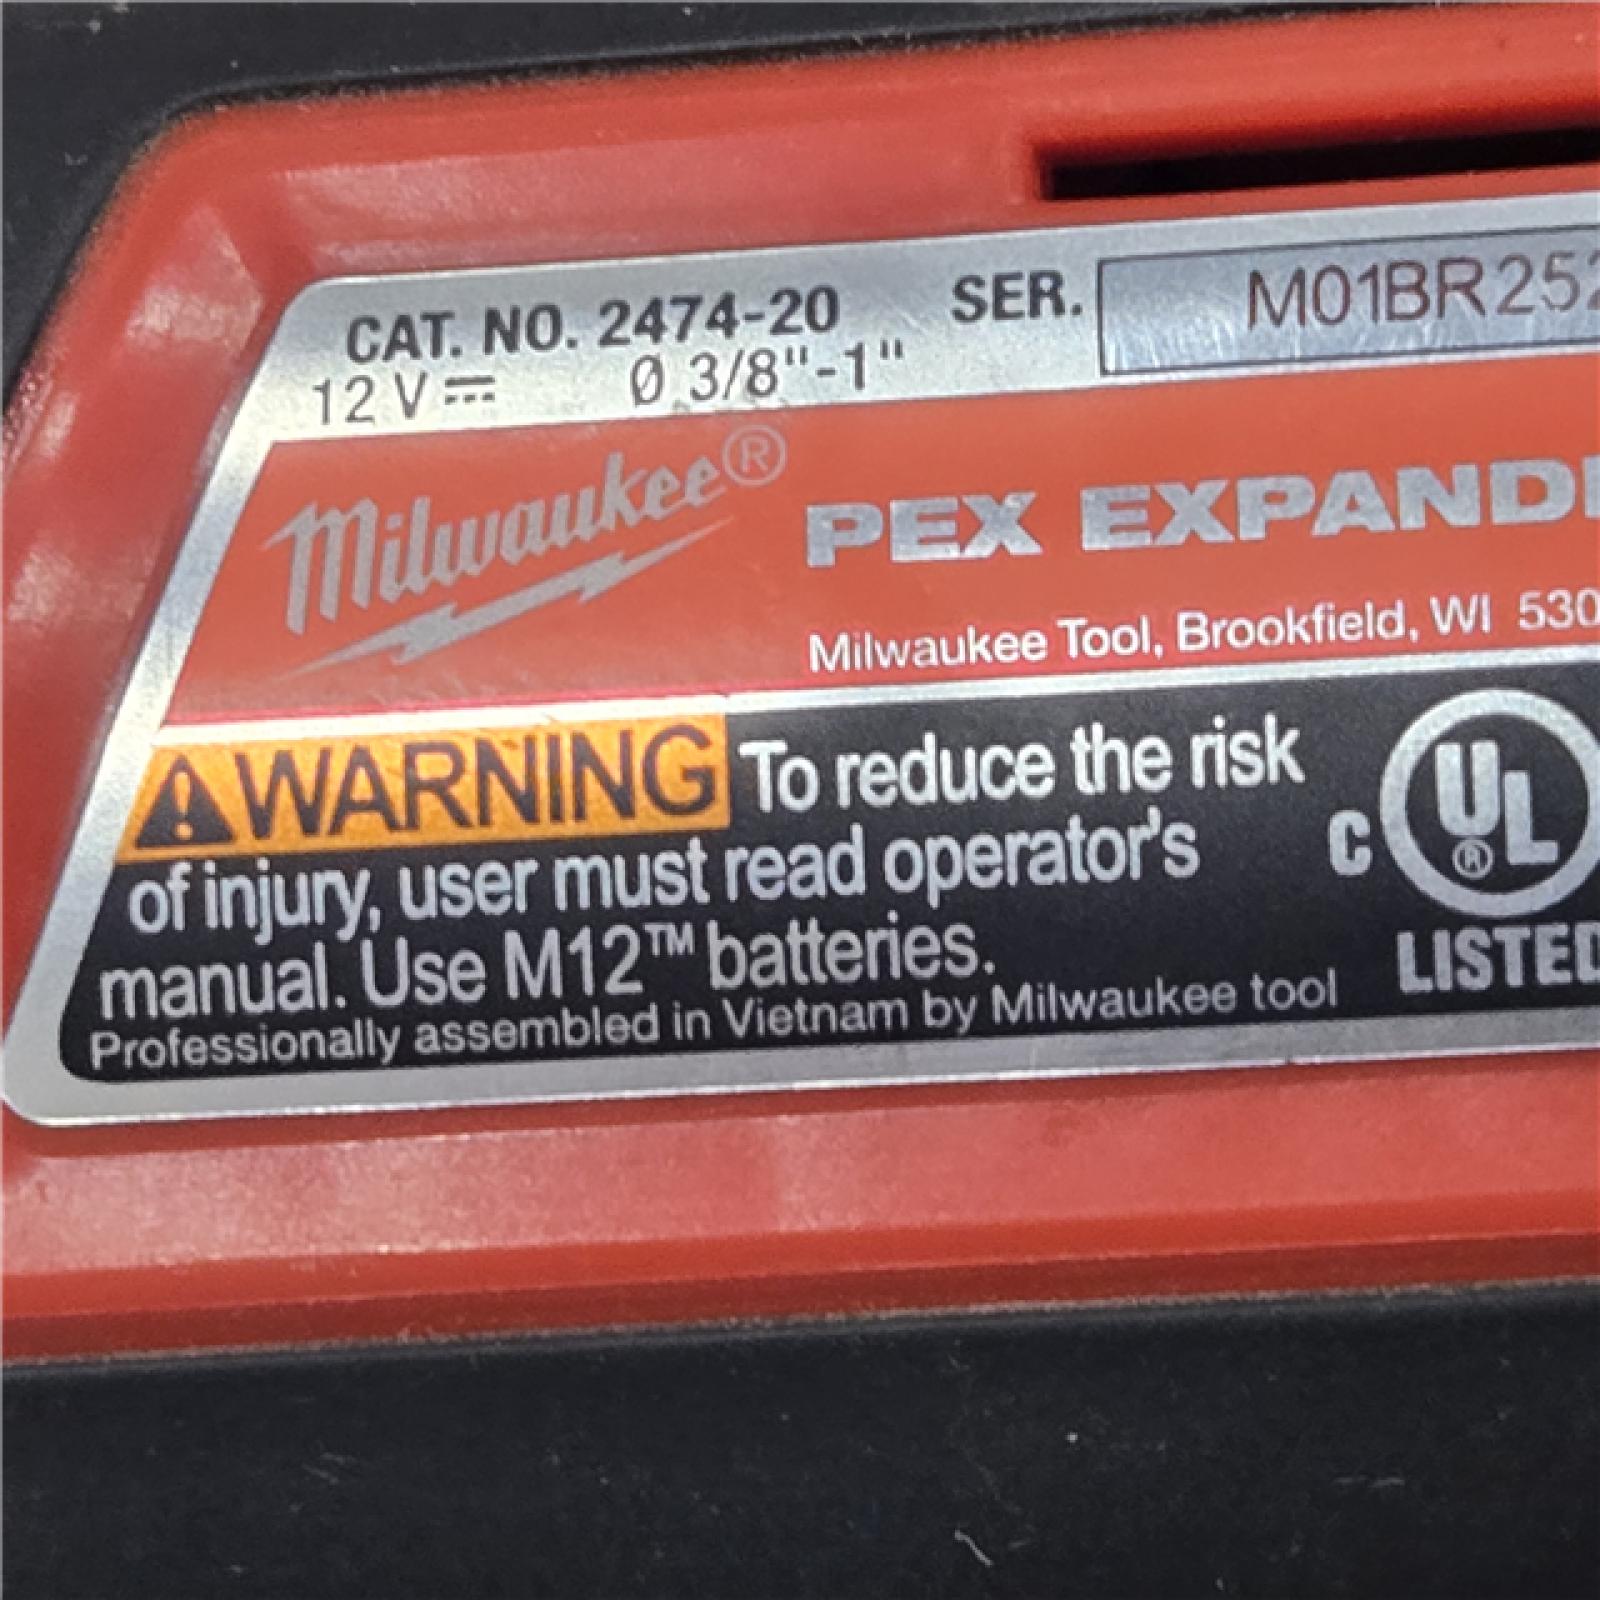 CAT. NO. 2474-20 SER. M01BR252
12 V ⎓ Ø 3/8"-1"
Milwaukee®
PEX EXPAND
Milwaukee Tool, Brookfield, WI 530
⚠WARNING To reduce the risk
of injury, user must read operator's
manual. Use M12™ batteries.
Professionally assembled in Vietnam by Milwaukee tool
C UL ®
LISTED